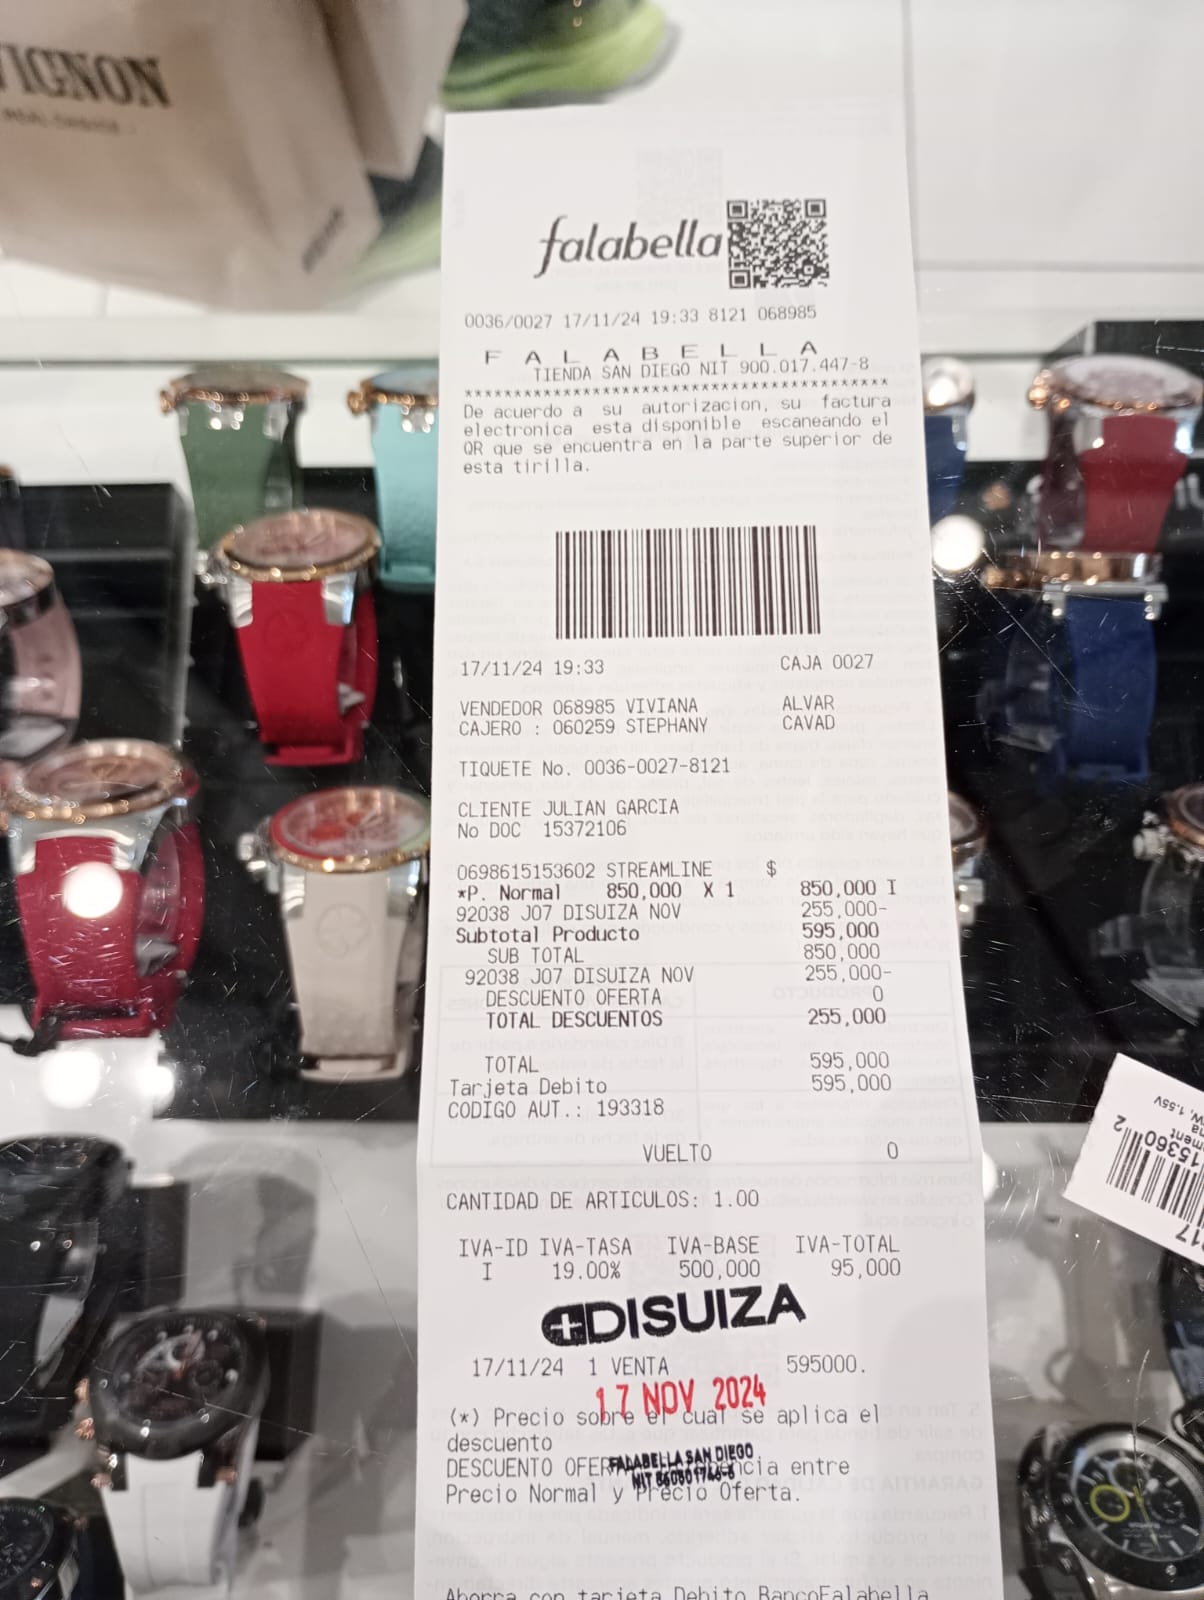 VIGNON
falabella
0036/0027 17/11/24 19:33 8121 068985
F A L A B E L L A
TIENDA SAN DIEGO NIT 900.017.447-8
****************************************
De acuerdo a su autorizacion, su factura
electronica esta disponible escaneando el
QR que se encuentra en la parte superior de
esta tirilla.
17/11/24 19:33 CAJA 0027
VENDEDOR 068985 VIVIANA ALVAR
CAJERO : 060259 STEPHANY CAVAD
TIQUETE No. 0036-0027-8121
CLIENTE JULIAN GARCIA
No DOC 15372106
0698615153602 STREAMLINE $
*P. Normal 850,000 X 1 850,000 I
92038 J07 DISUIZA NOV 255,000-
Subtotal Producto 595,000
SUB TOTAL 850,000
92038 J07 DISUIZA NOV 255,000-
DESCUENTO OFERTA 0
TOTAL DESCUENTOS 255,000
TOTAL 595,000
Tarjeta Debito 595,000
CODIGO AUT.: 193318
VUELTO 0
CANTIDAD DE ARTICULOS: 1.00
IVA-ID IVA-TASA IVA-BASE IVA-TOTAL
I 19.00% 500,000 95,000
DISUIZA
17/11/24 1 VENTA 595000.
17 NOV 2024
(*) Precio sobre el cual se aplica el
descuento
FALABELLA SAN DIEGO
DESCUENTO entre
Precio Normal y Precio Oferta.
Ahorra con tarjeta Debito BancoFalabella